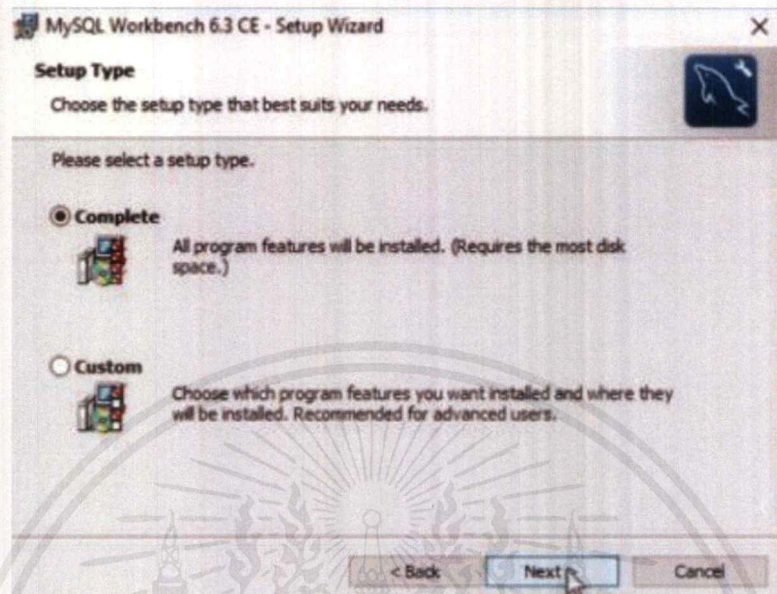 MySQL Workbench 6.3 CE - Setup Wizard
Setup Type
Choose the setup type that best suits your needs.
Please select a setup type.
Complete
All program features will be installed. (Requires the most disk
space.)
Custom
Choose which program features you want installed and where they
will be installed. Recommended for advanced users.
< Back
Next >
Cancel